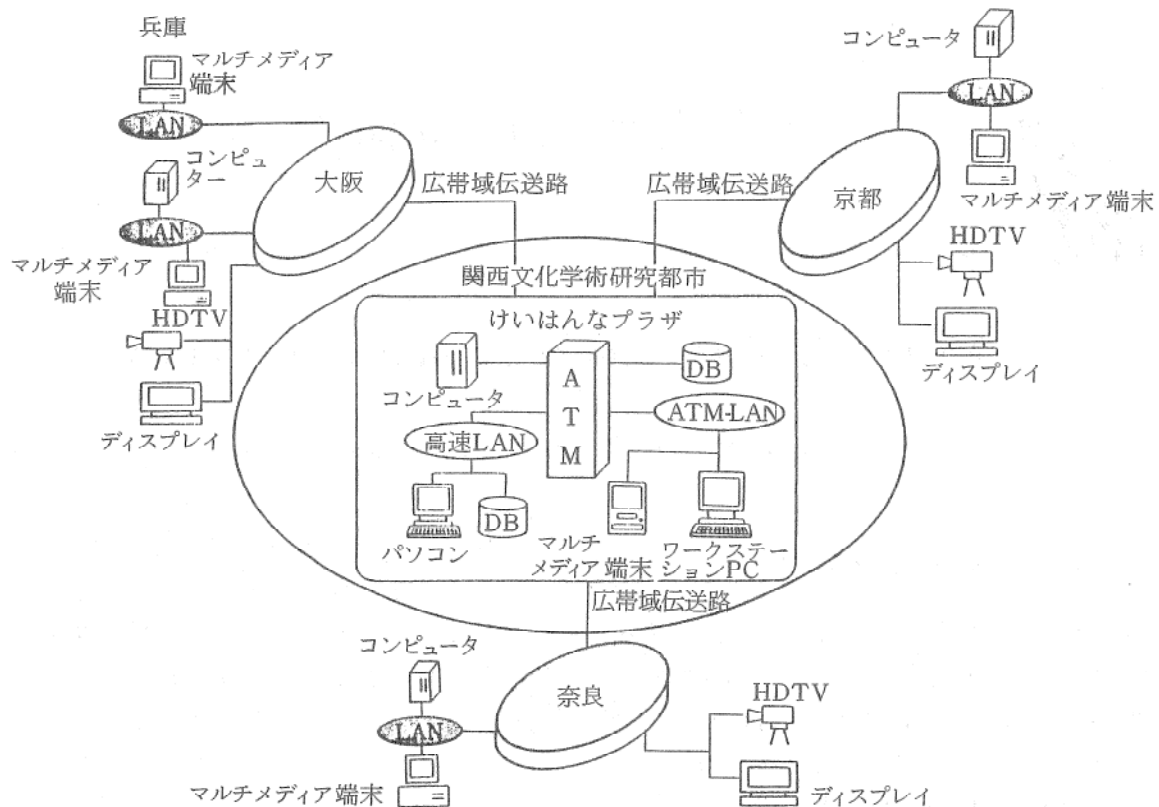 兵庫
マルチメディア
端末
LAN
コンピュ
ター
LAN
マルチメディア
端末
HDTV
ディスプレイ
大阪
広帯域伝送路
広帯域伝送路
京都
コンピュータ
LAN
マルチメディア端末
HDTV
ディスプレイ
関西文化学術研究都市
けいはんなプラザ
コンピュータ
A
T
M
DB
ATM-LAN
高速LAN
DB
パソコン
マルチ
メディア端末
ワークステー
ションPC
広帯域伝送路
コンピュータ
LAN
マルチメディア端末
奈良
HDTV
ディスプレイ